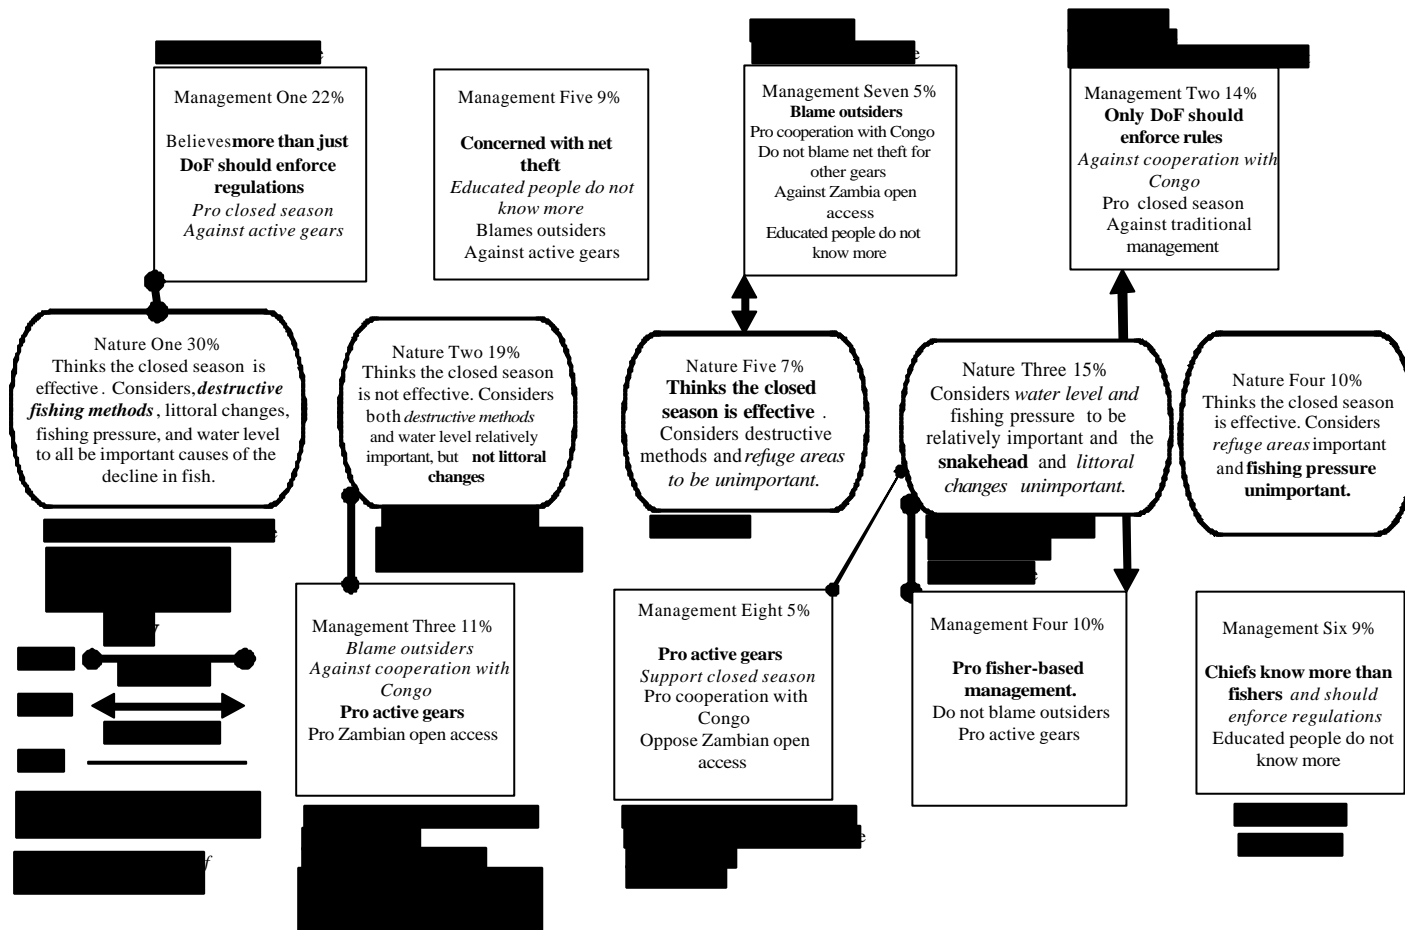 Management One 22%
Believes more than just
DoF should enforce
regulations
Pro closed season
Against active gears
Management Five 9%
Concerned with net
theft
Educated people do not
know more
Blames outsiders
Against active gears
Management Seven 5%
Blame outsiders
Pro cooperation with Congo
Do not blame net theft for
other gears
Against Zambia open
access
Educated people do not
know more
Management Two 14%
Only DoF should
enforce rules
Against cooperation with
Congo
Pro closed season
Against traditional
management
Nature One 30%
Thinks the closed season is
effective. Considers, destructive
fishing methods, littoral changes,
fishing pressure, and water level
to all be important causes of the
decline in fish.
Nature Two 19%
Thinks the closed season
is not effective. Considers
both destructive methods
and water level relatively
important, but not littoral
changes
Nature Five 7%
Thinks the closed
season is effective.
Considers destructive
methods and refuge areas
to be unimportant.
Nature Three 15%
Considers water level and
fishing pressure to be
relatively important and the
snakehead and littoral
changes unimportant.
Nature Four 10%
Thinks the closed season
is effective. Considers
refuge areas important
and fishing pressure
unimportant.
Management Three 11%
Blame outsiders
Against cooperation with
Congo
Pro active gears
Pro Zambian open access
Management Eight 5%
Pro active gears
Support closed season
Pro cooperation with
Congo
Oppose Zambian open
access
Management Four 10%
Pro fisher-based
management.
Do not blame outsiders
Pro active gears
Management Six 9%
Chiefs know more than
fishers and should
enforce regulations
Educated people do not
know more